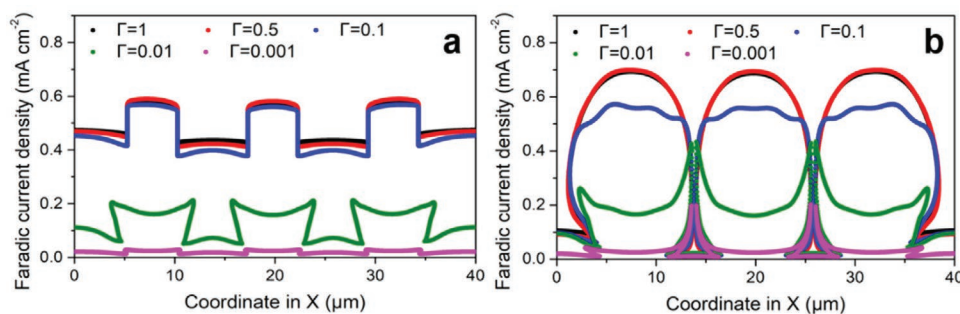 Faradic current density (mA cm⁻²)
0.8
0.6
0.4
0.2
0.0
Γ=1 Γ=0.5 Γ=0.1
Γ=0.01 Γ=0.001
a
0 10 20 30 40
Coordinate in X (µm)
Faradic current density (mA cm⁻²)
0.8
0.6
0.4
0.2
0.0
Γ=1 Γ=0.5 Γ=0.1
Γ=0.01 Γ=0.001
b
0 10 20 30 40
Coordinate in X (µm)